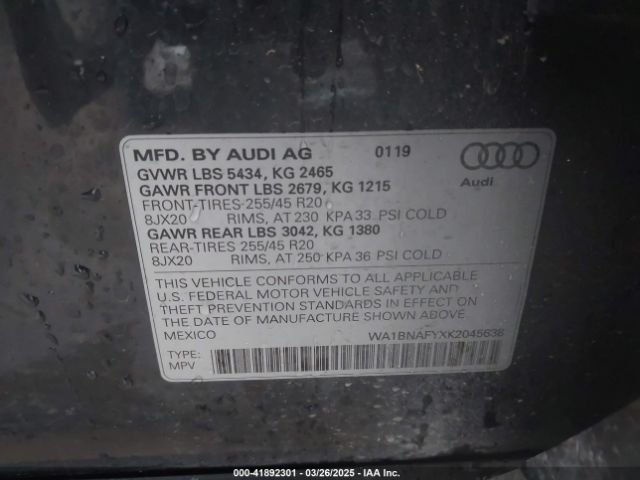 MFD. BY AUDI AG 0119
GVWR LBS 5434, KG 2465
GAWR FRONT LBS 2679, KG 1215
FRONT-TIRES 255/45 R20
8JX20 RIMS, AT 230 KPA 33 PSI COLD
GAWR REAR LBS 3042, KG 1380
REAR-TIRES 255/45 R20
8JX20 RIMS, AT 250 KPA 36 PSI COLD
Audi
THIS VEHICLE CONFORMS TO ALL APPLICABLE
U.S. FEDERAL MOTOR VEHICLE SAFETY AND
THEFT PREVENTION STANDARDS IN EFFECT ON
THE DATE OF MANUFACTURE SHOWN ABOVE
MEXICO WA1BNAFYXK2045638
TYPE:
MPV
000-41892301 - 03/26/2025 - IAA Inc.